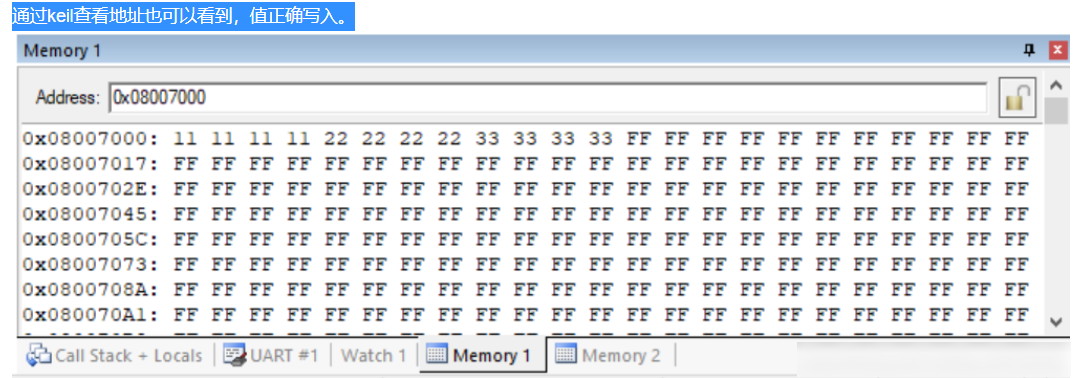 通过keil查看地址也可以看到，值正确写入。
Memory 1
Address: 0x08007000
0x08007000: 11 11 11 11 22 22 22 22 33 33 33 33 FF FF FF FF FF FF FF FF FF FF FF
0x08007017: FF FF FF FF FF FF FF FF FF FF FF FF FF FF FF FF FF FF FF FF FF FF FF
0x0800702E: FF FF FF FF FF FF FF FF FF FF FF FF FF FF FF FF FF FF FF FF FF FF FF
0x08007045: FF FF FF FF FF FF FF FF FF FF FF FF FF FF FF FF FF FF FF FF FF FF FF
0x0800705C: FF FF FF FF FF FF FF FF FF FF FF FF FF FF FF FF FF FF FF FF FF FF FF
0x08007073: FF FF FF FF FF FF FF FF FF FF FF FF FF FF FF FF FF FF FF FF FF FF FF
0x0800708A: FF FF FF FF FF FF FF FF FF FF FF FF FF FF FF FF FF FF FF FF FF FF FF
0x080070A1: FF FF FF FF FF FF FF FF FF FF FF FF FF FF FF FF FF FF FF FF FF FF FF
Call Stack + Locals UART #1 Watch 1 Memory 1 Memory 2